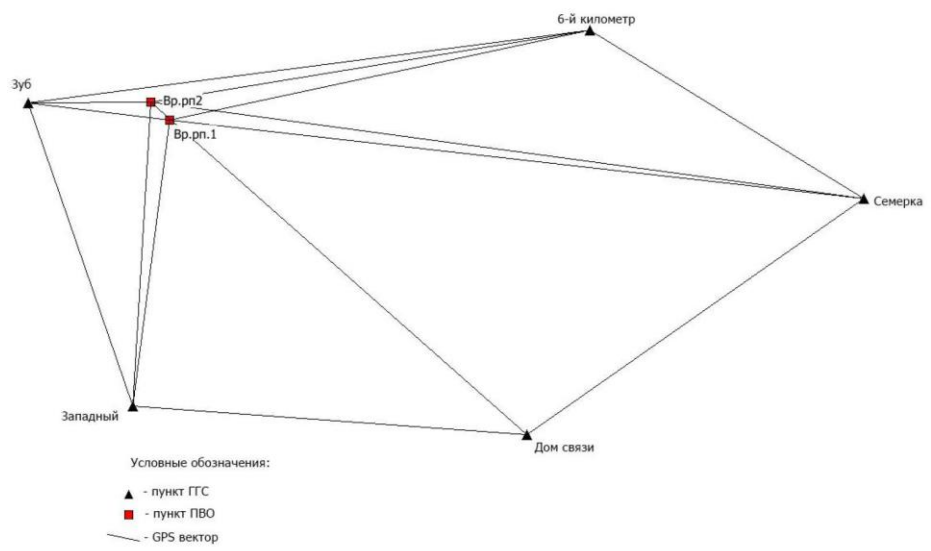 6-й километр
Зуб
Вр.рп2
Вр.рп.1
Семерка
Западный
Дом связи
Условные обозначения:
- пункт ГГС
- пункт ПВО
- GPS вектор